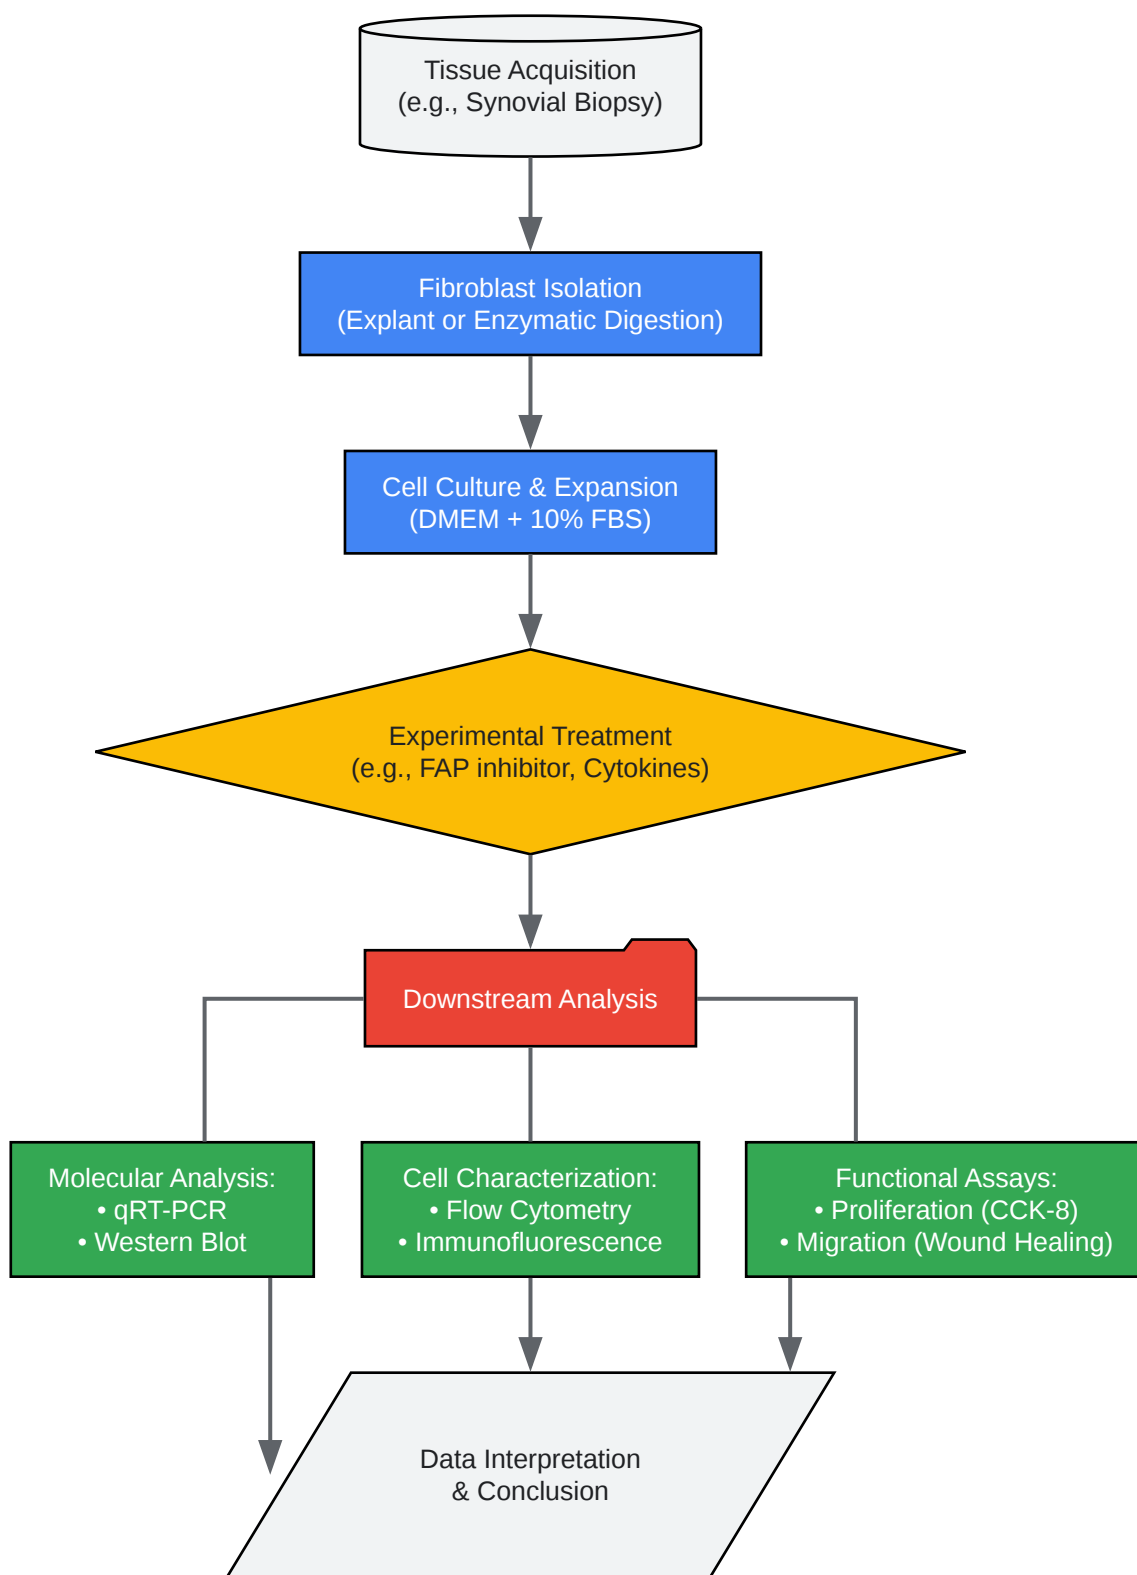 Tissue Acquisition
(e.g., Synovial Biopsy)
Fibroblast Isolation
(Explant or Enzymatic Digestion)
Cell Culture & Expansion
(DMEM + 10% FBS)
Experimental Treatment
(e.g., FAP inhibitor, Cytokines)
Downstream Analysis
Molecular Analysis:
• qRT-PCR
• Western Blot
Cell Characterization:
• Flow Cytometry
• Immunofluorescence
Functional Assays:
• Proliferation (CCK-8)
• Migration (Wound Healing)
Data Interpretation
& Conclusion